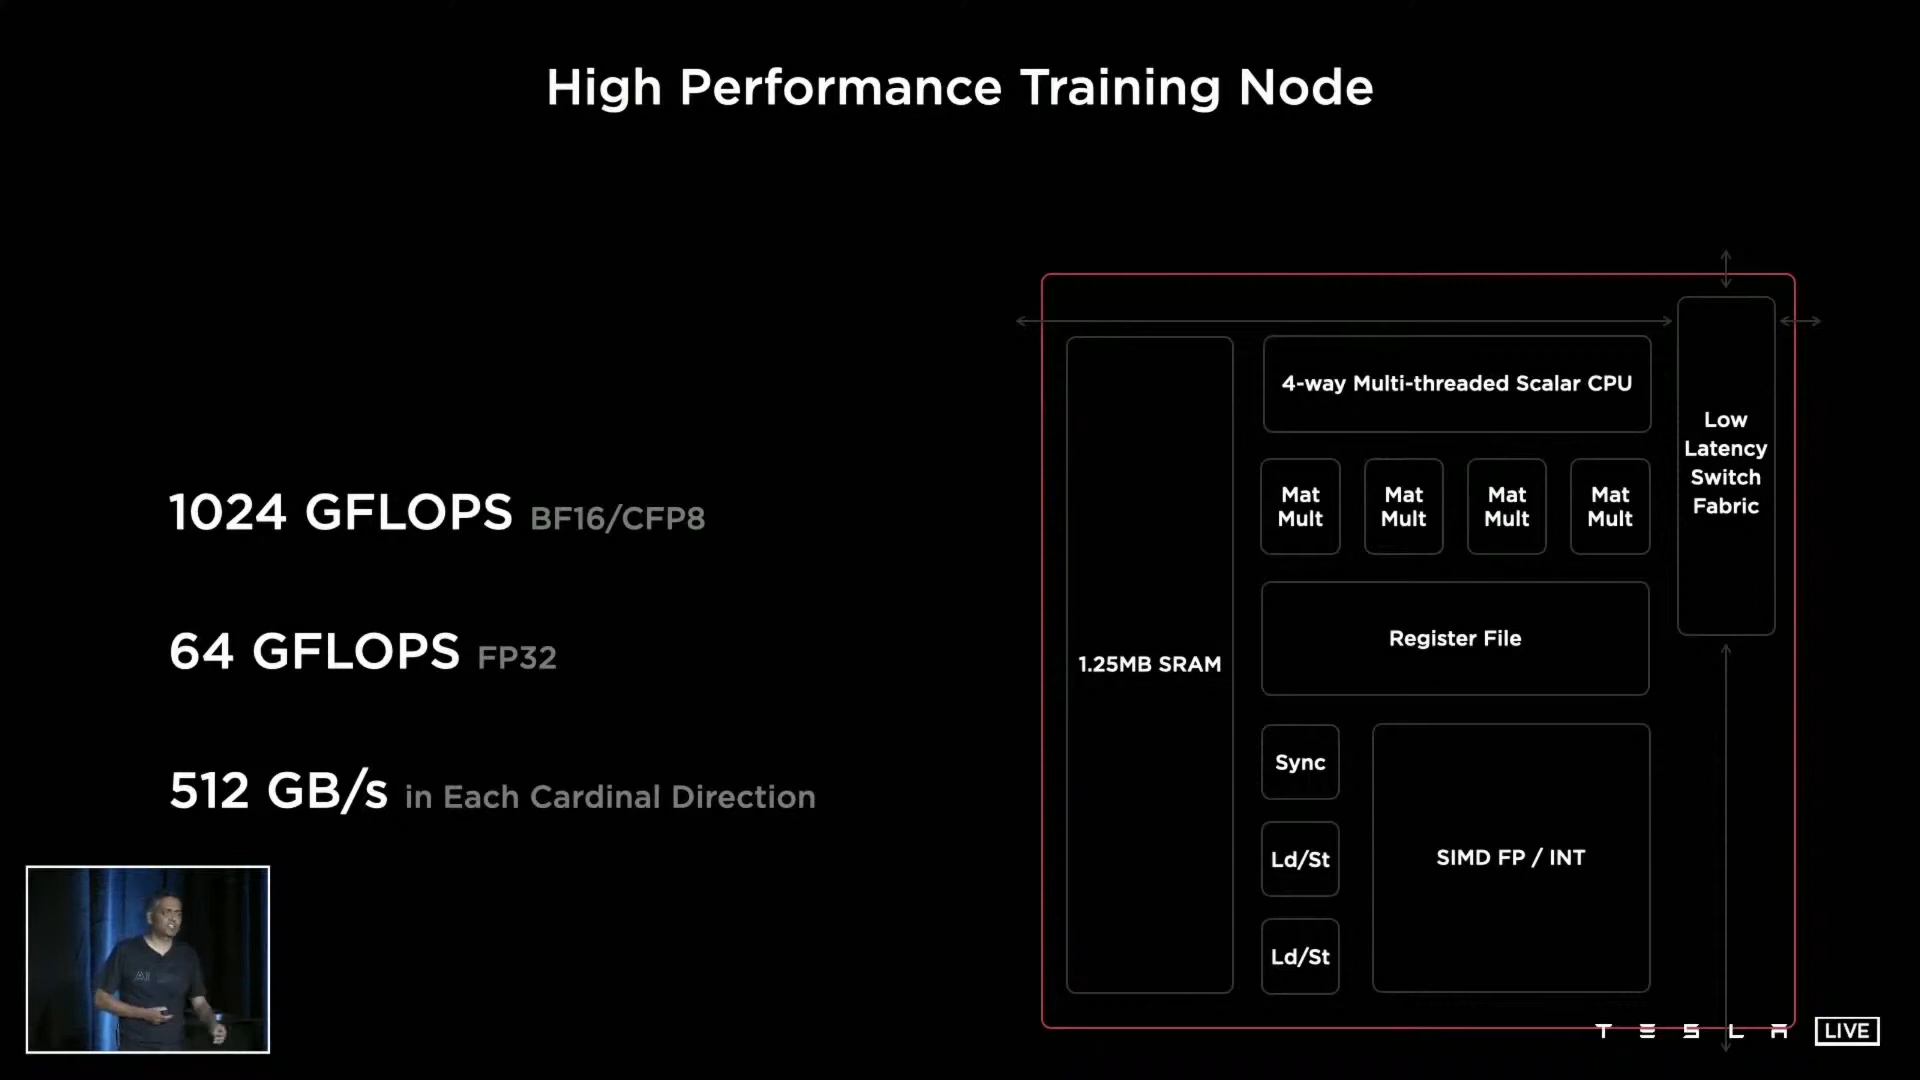 High Performance Training Node
1024 GFLOPS BF16/CFP8
64 GFLOPS FP32
512 GB/s in Each Cardinal Direction
1.25MB SRAM
4-way Multi-threaded Scalar CPU
Mat
Mult
Mat
Mult
Mat
Mult
Mat
Mult
Register File
Sync
Ld/St
Ld/St
SIMD FP / INT
Low
Latency
Switch
Fabric
AI
TESLA LIVE